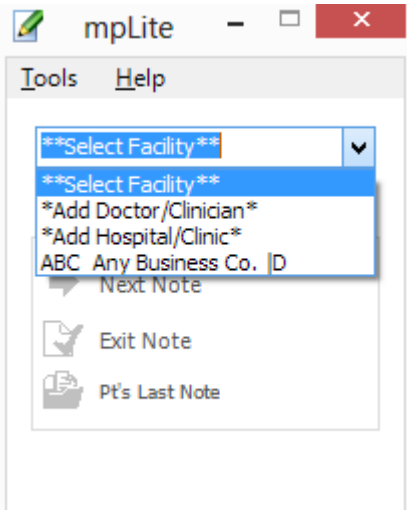 mpLite
Tools Help
**Select Facility**
**Select Facility**
*Add Doctor/Clinician*
*Add Hospital/Clinic*
ABC Any Business Co. |D
Next Note
Exit Note
Pt's Last Note